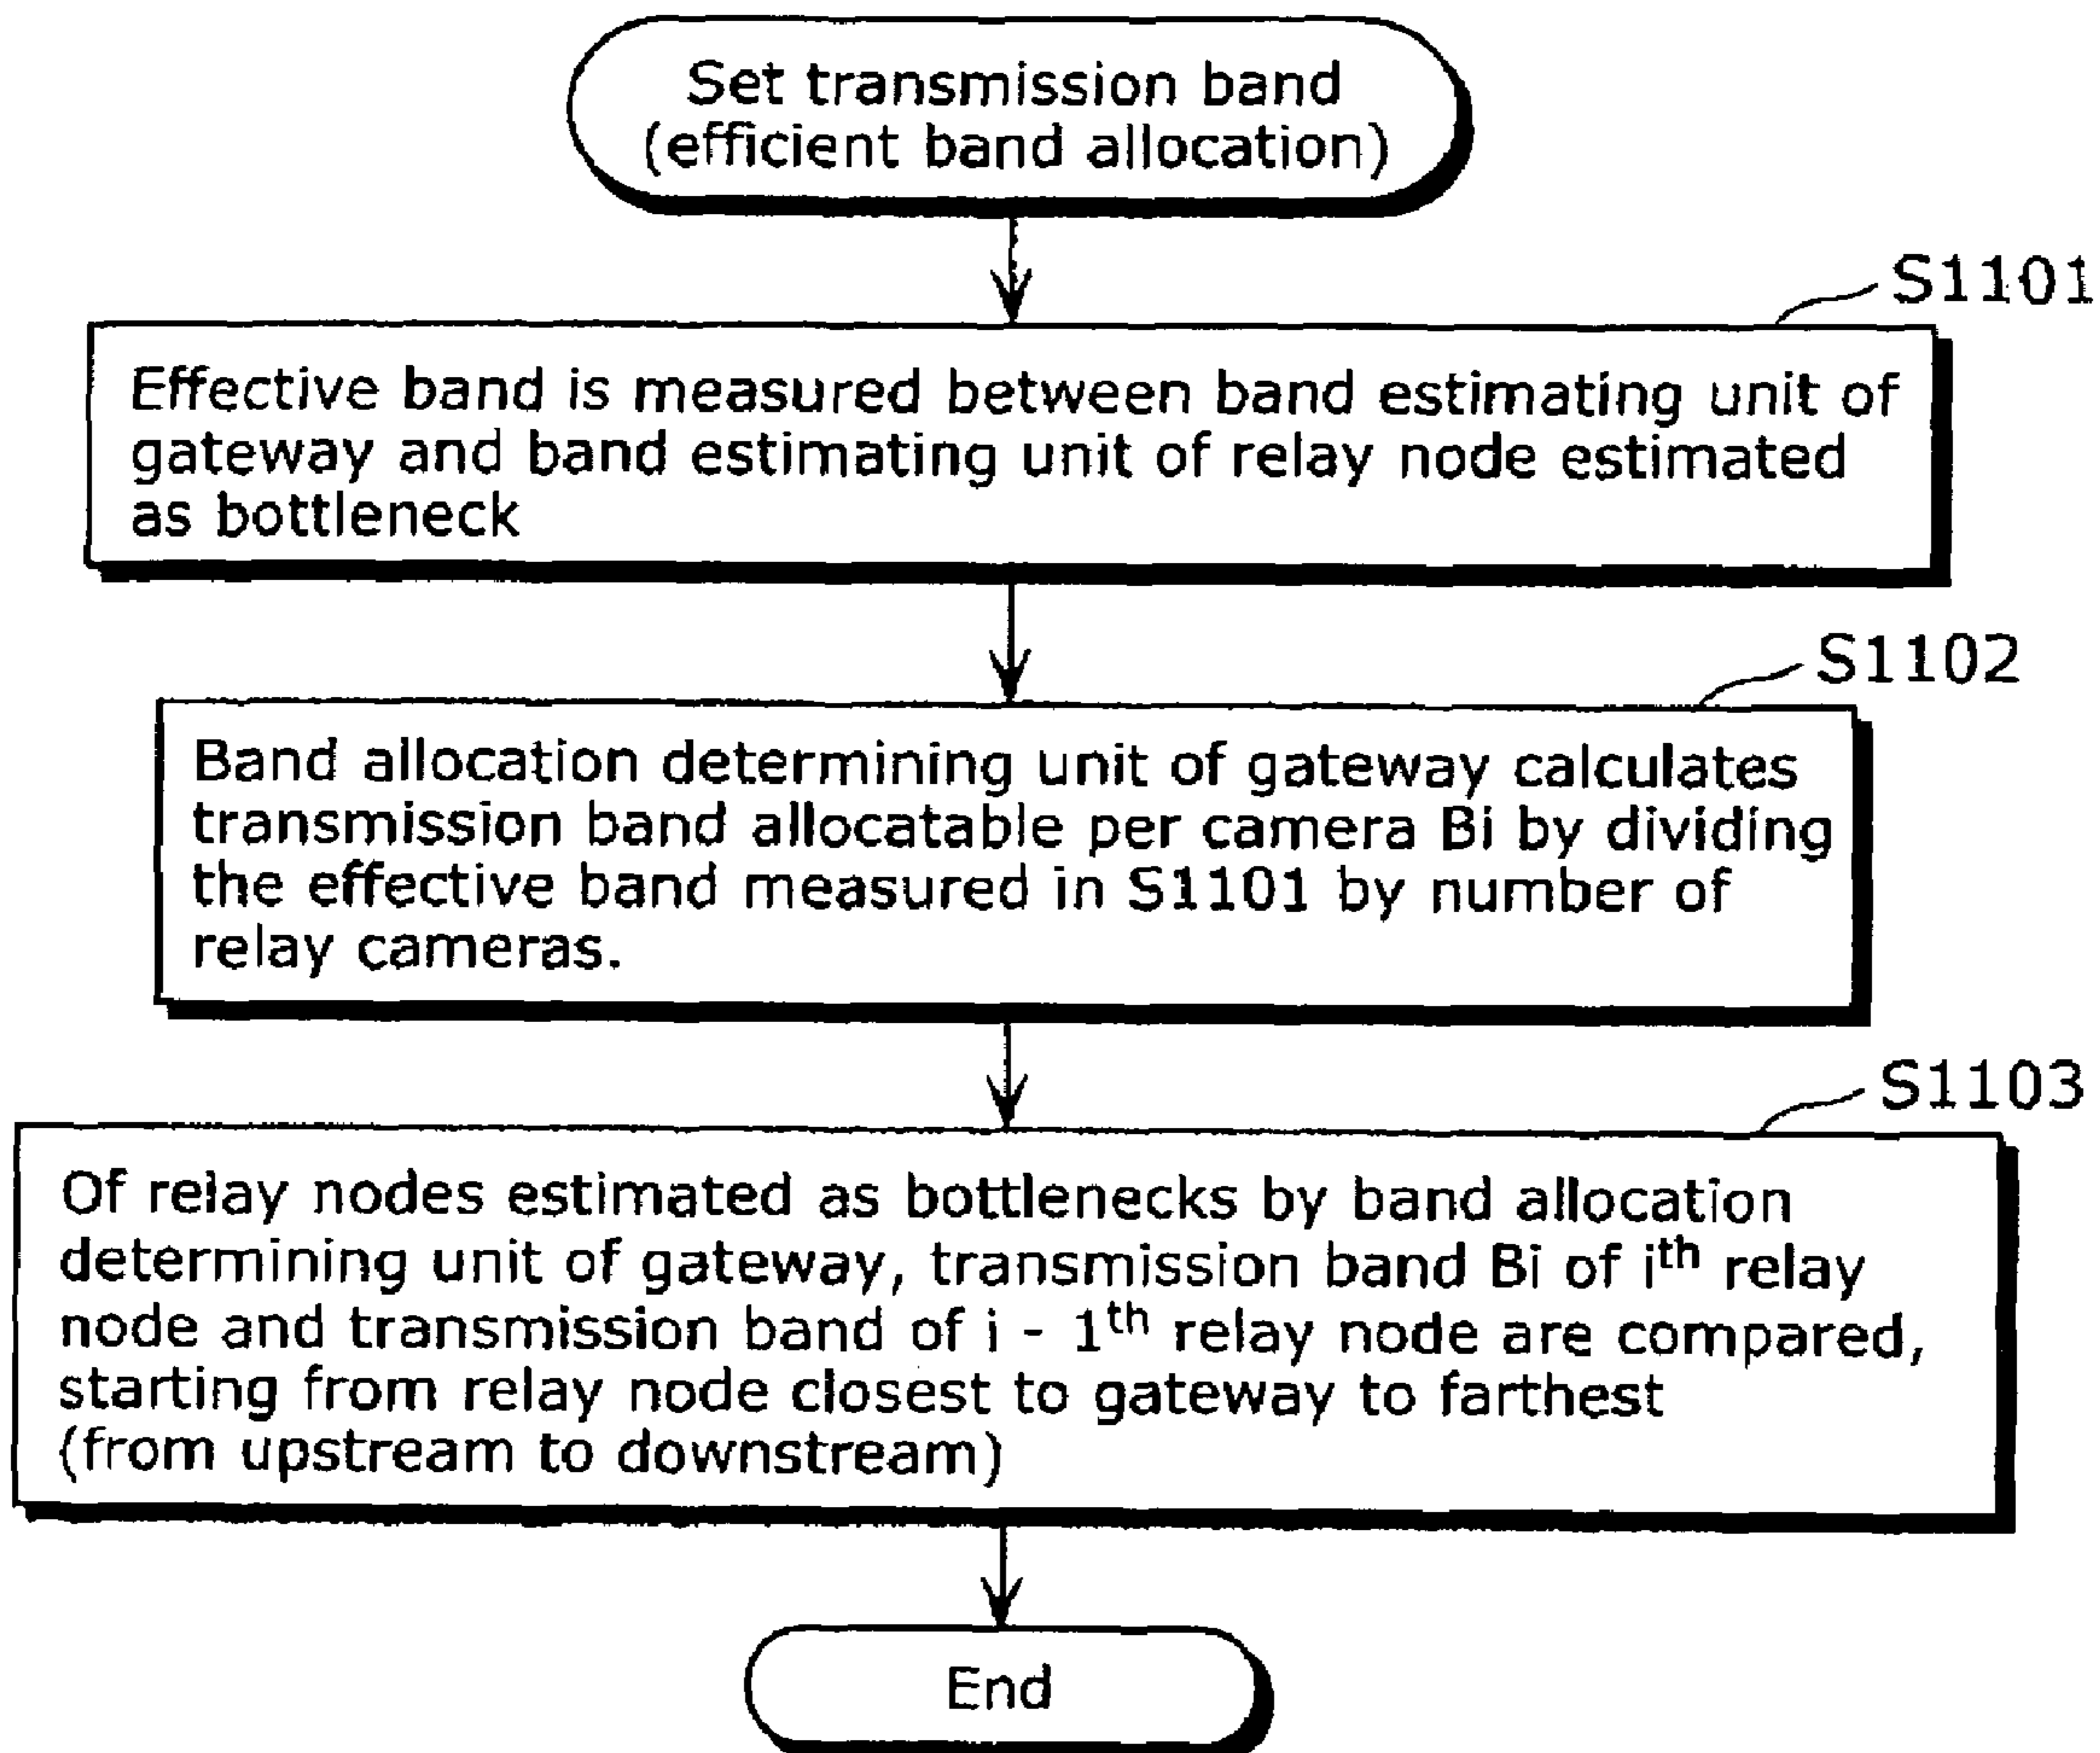 Set transmission band
(efficient band allocation)
S1101
Effective band is measured between band estimating unit of
gateway and band estimating unit of relay node estimated
as bottleneck
S1102
Band allocation determining unit of gateway calculates
transmission band allocatable per camera Bi by dividing
the effective band measured in S1101 by number of
relay cameras.
S1103
Of relay nodes estimated as bottlenecks by band allocation
determining unit of gateway, transmission band Bi of ith relay
node and transmission band of i - 1th relay node are compared,
starting from relay node closest to gateway to farthest
(from upstream to downstream)
End